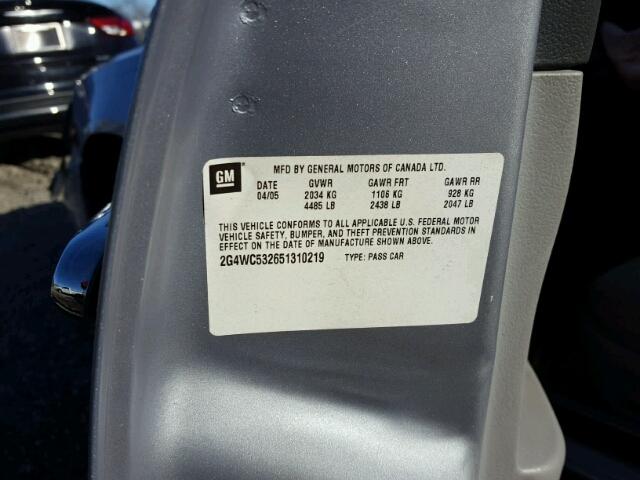 GM
MFD BY GENERAL MOTORS OF CANADA LTD.
DATE GVWR GAWR FRT GAWR RR
04/05 2034 KG 1106 KG 928 KG
4485 LB 2438 LB 2047 LB
THIS VEHICLE CONFORMS TO ALL APPLICABLE U.S. FEDERAL MOTOR
VEHICLE SAFETY, BUMPER, AND THEFT PREVENTION STANDARDS IN
EFFECT ON THE DATE OF MANUFACTURE SHOWN ABOVE.
2G4WC532651310219 TYPE: PASS CAR